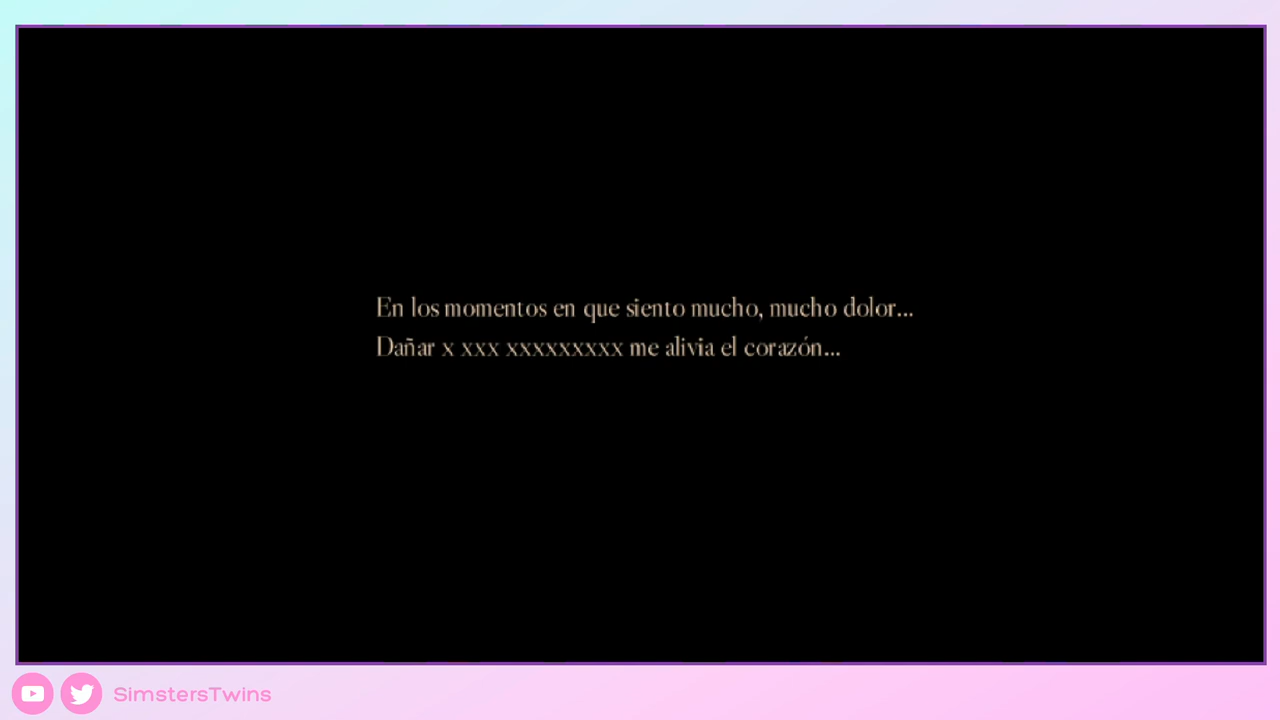 En los momentos en que siento mucho, mucho dolor...
Dañar x xxx xxxxxxxxx me alivia el corazón...
SimstersTwins